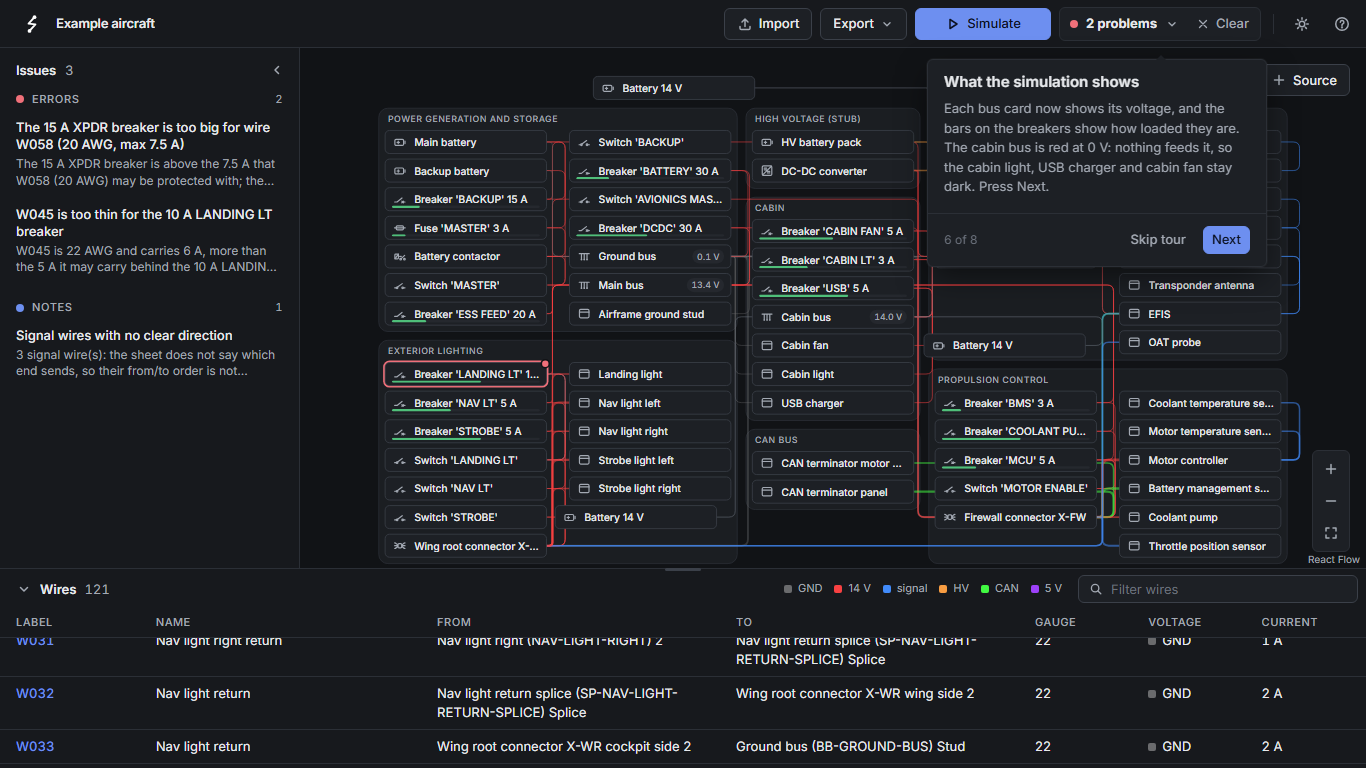 Example aircraft
Import
Export
Simulate
2 problems
Clear
Issues 3
ERRORS 2
The 15 A XPDR breaker is too big for wire
W058 (20 AWG, max 7.5 A)
The 15 A XPDR breaker is above the 7.5 A that
W058 (20 AWG) may be protected with; the...
W045 is too thin for the 10 A LANDING LT
breaker
W045 is 22 AWG and carries 6 A, more than
the 5 A it may carry behind the 10 A LANDIN...
NOTES 1
Signal wires with no clear direction
3 signal wire(s): the sheet does not say which
end sends, so their from/to order is not...
Battery 14 V
Source
What the simulation shows
Each bus card now shows its voltage, and the
bars on the breakers show how loaded they are.
The cabin bus is red at 0 V: nothing feeds it, so
the cabin light, USB charger and cabin fan stay
dark. Press Next.
6 of 8
Skip tour
Next
POWER GENERATION AND STORAGE
Main battery
Backup battery
Breaker 'BACKUP' 15 A
Fuse 'MASTER' 3 A
Battery contactor
Switch 'MASTER'
Breaker 'ESS FEED' 20 A
Switch 'BACKUP'
Breaker 'BATTERY' 30 A
Switch 'AVIONICS MAS...
Breaker 'DCDC' 30 A
Ground bus 0.1 V
Main bus 13.4 V
Airframe ground stud
HIGH VOLTAGE (STUB)
HV battery pack
DC-DC converter
CABIN
Breaker 'CABIN FAN' 5 A
Breaker 'CABIN LT' 3 A
Breaker 'USB' 5 A
Cabin bus 14.0 V
Cabin fan
Cabin light
USB charger
Transponder antenna
EFIS
OAT probe
Battery 14 V
EXTERIOR LIGHTING
Breaker 'LANDING LT' 1...
Breaker 'NAV LT' 5 A
Breaker 'STROBE' 5 A
Switch 'LANDING LT'
Switch 'NAV LT'
Switch 'STROBE'
Wing root connector X-...
Landing light
Nav light left
Nav light right
Strobe light left
Strobe light right
Battery 14 V
CAN BUS
CAN terminator motor ...
CAN terminator panel
PROPULSION CONTROL
Breaker 'BMS' 3 A
Breaker 'COOLANT PU...
Breaker 'MCU' 5 A
Switch 'MOTOR ENABLE'
Firewall connector X-FW
Coolant temperature se...
Motor temperature sen...
Motor controller
Battery management s...
Coolant pump
Throttle position sensor
React Flow
Wires 121
GND
14 V
signal
HV
CAN
5 V
Filter wires
LABEL NAME FROM TO GAUGE VOLTAGE CURRENT
W031 Nav light right return Nav light right (NAV-LIGHT-RIGHT) 2 Nav light return splice (SP-NAV-LIGHT- 22 GND 1 A
RETURN-SPLICE) Splice
W032 Nav light return Nav light return splice (SP-NAV-LIGHT- Wing root connector X-WR wing side 2 22 GND 2 A
RETURN-SPLICE) Splice
W033 Nav light return Wing root connector X-WR cockpit side 2 Ground bus (BB-GROUND-BUS) Stud 22 GND 2 A